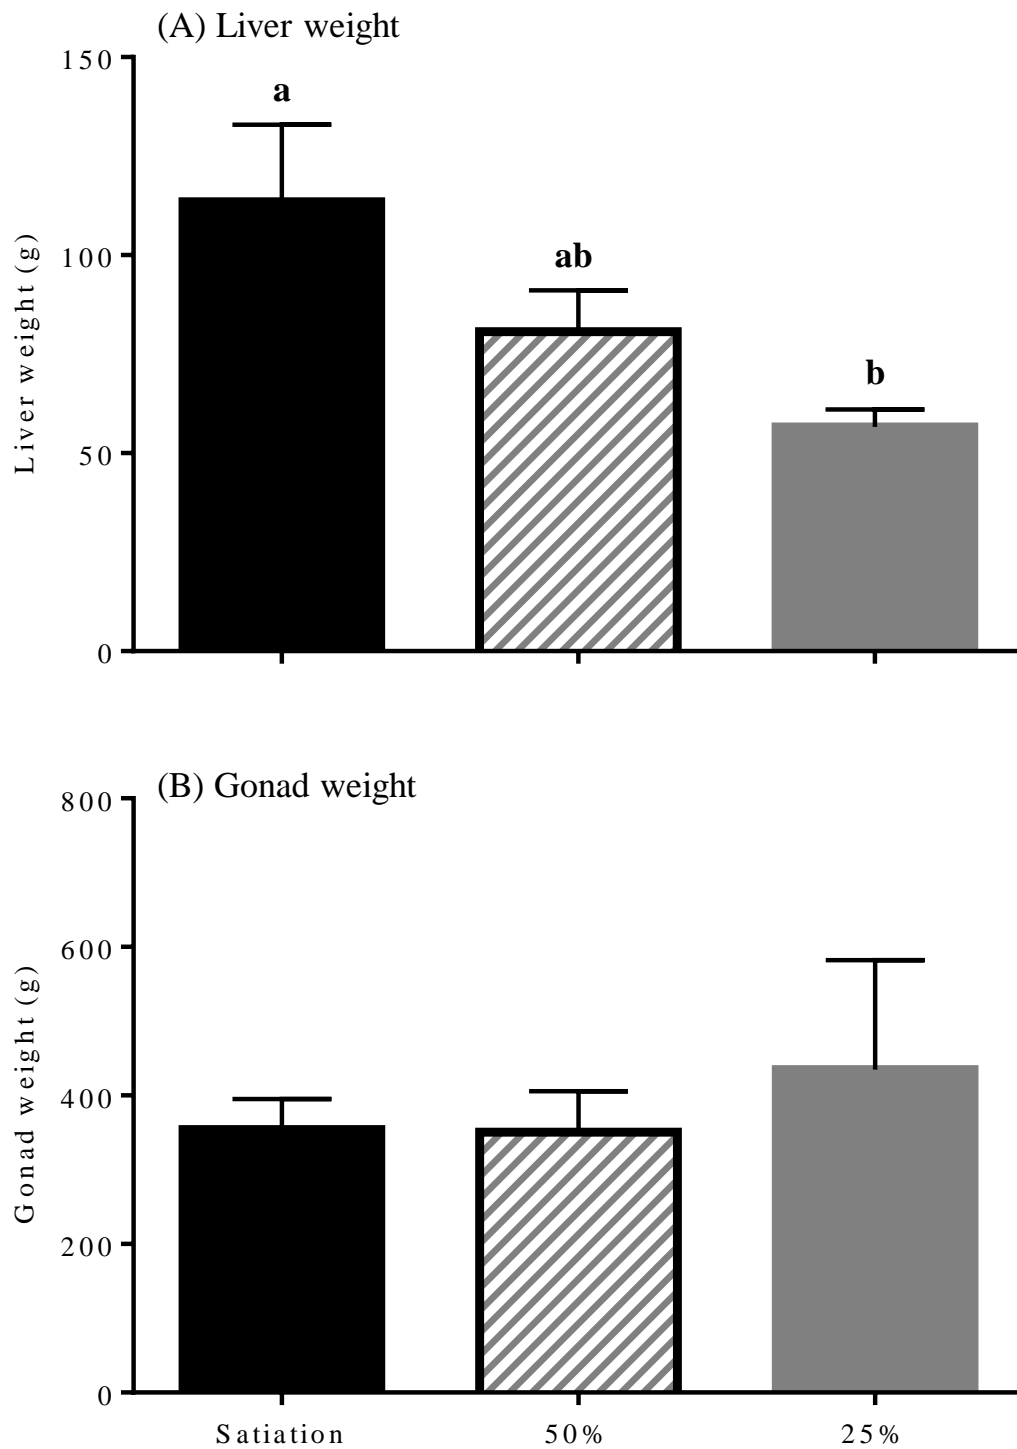 (A) Liver weight
150
a
100
ab
50
b
0
Liver weight (g)
(B) Gonad weight
800
600
400
200
0
Gonad weight (g)
Satiation 50% 25%